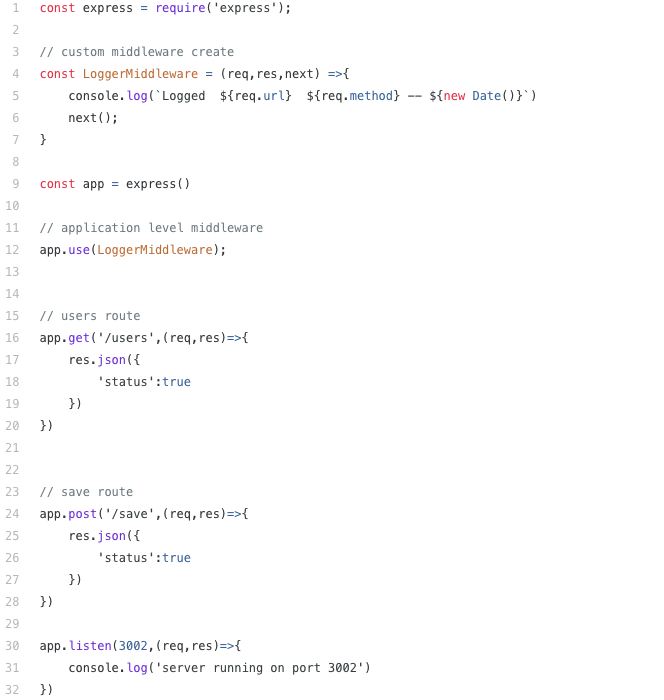 1 const express = require('express');
2
3 // custom middleware create
4 const LoggerMiddleware = (req,res,next) =>{
5     console.log(`Logged  ${req.url}  ${req.method} -- ${new Date()}`)
6     next();
7 }
8
9 const app = express()
10
11 // application level middleware
12 app.use(LoggerMiddleware);
13
14
15 // users route
16 app.get('/users',(req,res)=>{
17     res.json({
18         'status':true
19     })
20 })
21
22
23 // save route
24 app.post('/save',(req,res)=>{
25     res.json({
26         'status':true
27     })
28 })
29
30 app.listen(3002,(req,res)=>{
31     console.log('server running on port 3002')
32 })